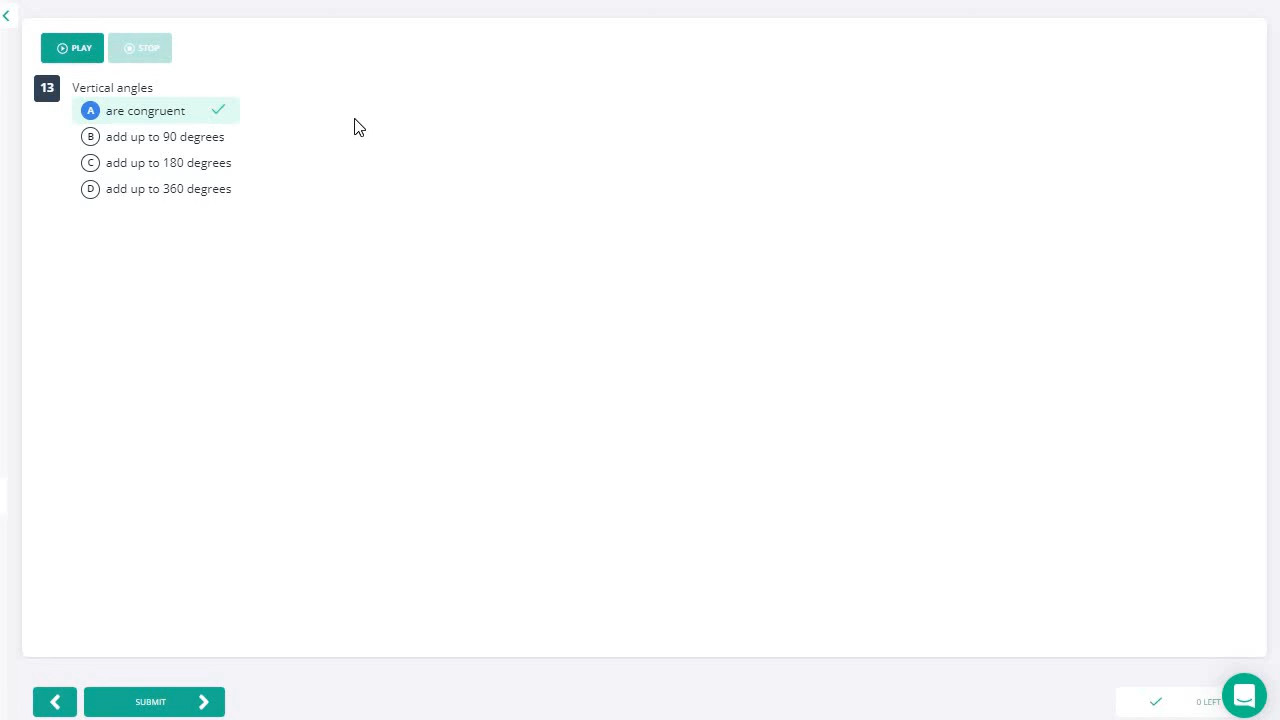 PLAY STOP
13 Vertical angles
A are congruent
B add up to 90 degrees
C add up to 180 degrees
D add up to 360 degrees
SUBMIT 0 LEFT